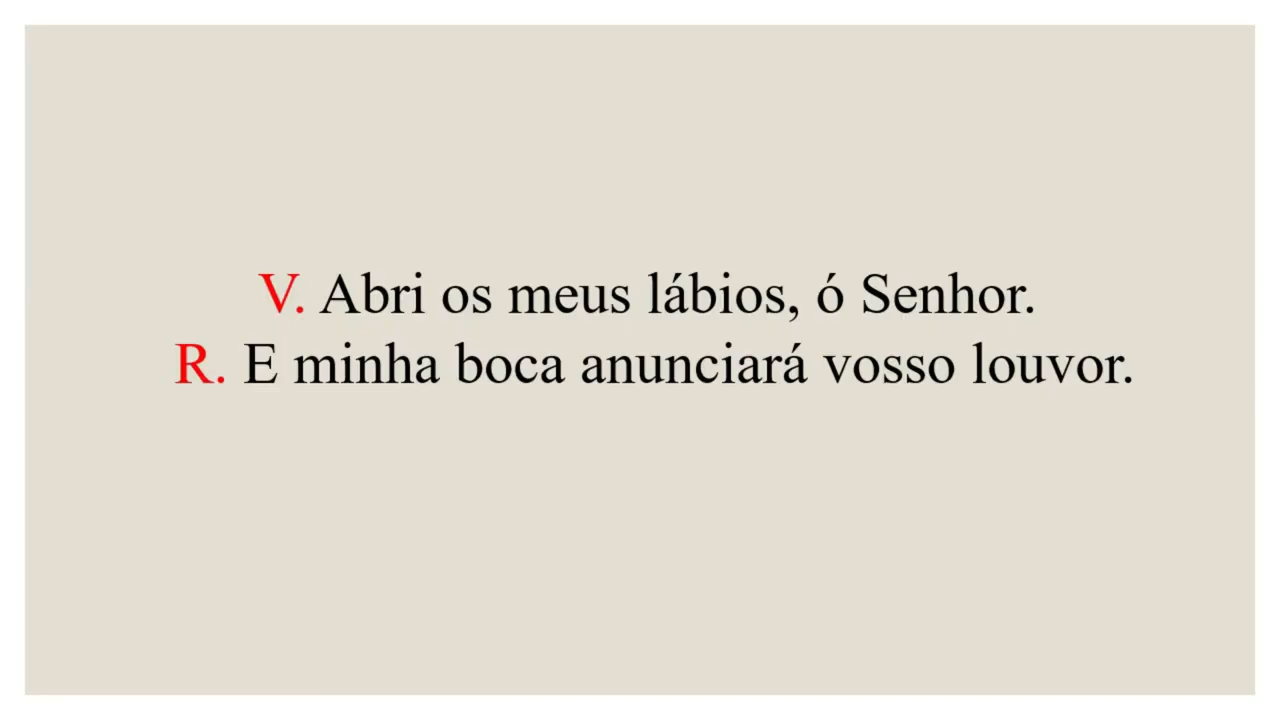 V. Abri os meus lábios, ó Senhor.
R. E minha boca anunciará vosso louvor.